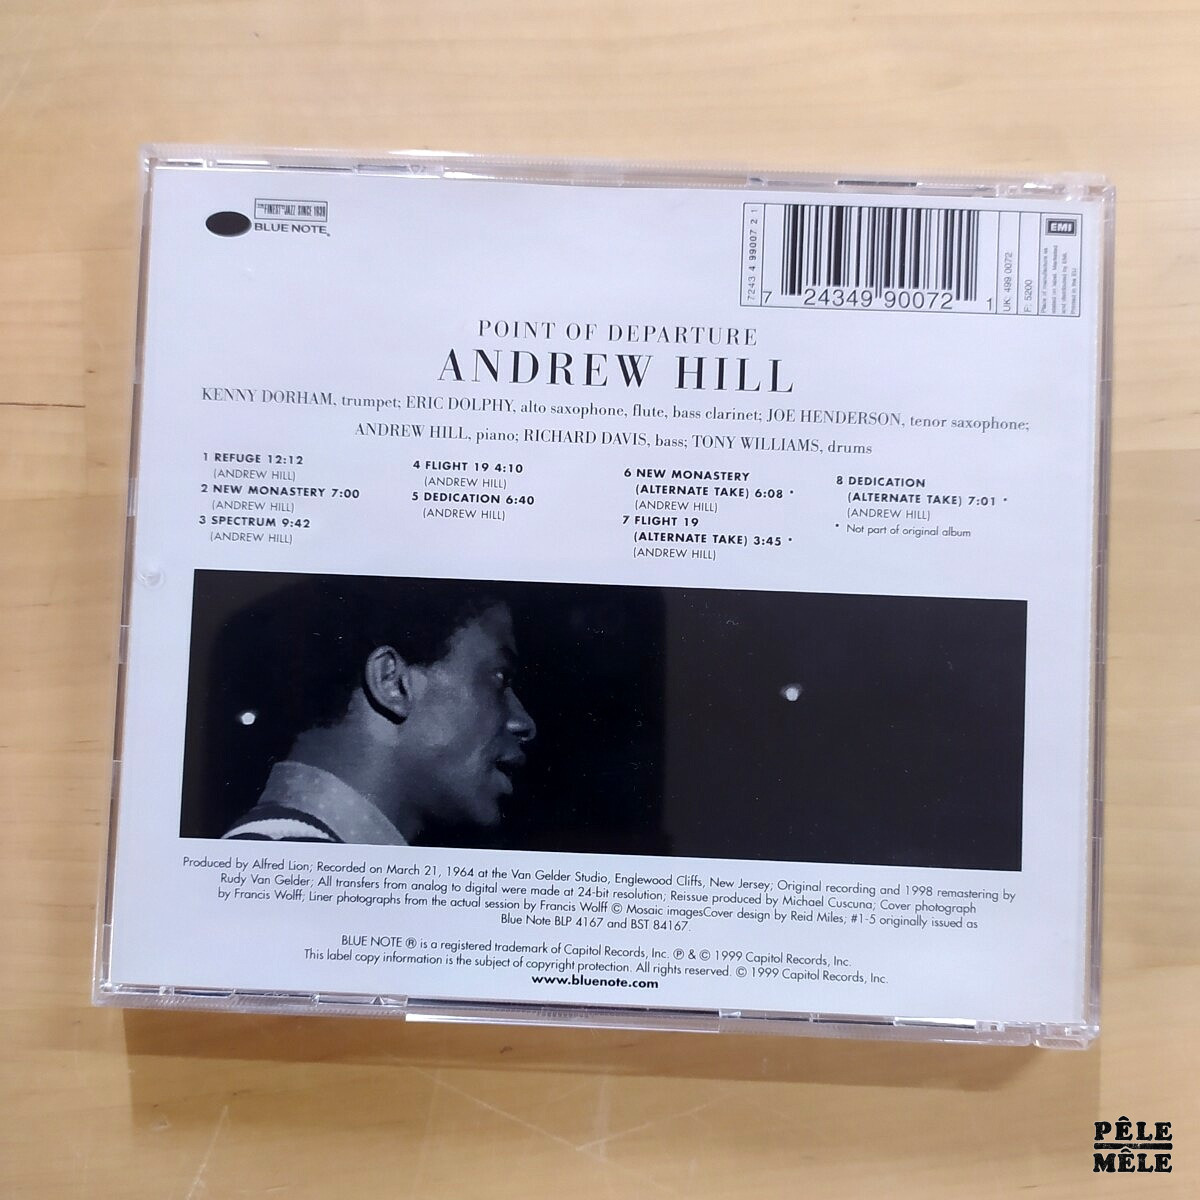 THE FINEST IN JAZZ SINCE 1939
BLUE NOTE
7243 4 99007 2 1
7 24349 90072 1
UK: 499 0072
F: 5200
EMI
POINT OF DEPARTURE
ANDREW HILL
KENNY DORHAM, trumpet; ERIC DOLPHY, alto saxophone, flute, bass clarinet; JOE HENDERSON, tenor saxophone;
ANDREW HILL, piano; RICHARD DAVIS, bass; TONY WILLIAMS, drums
1 REFUGE 12:12
(ANDREW HILL)
2 NEW MONASTERY 7:00
(ANDREW HILL)
3 SPECTRUM 9:42
(ANDREW HILL)
4 FLIGHT 19 4:10
(ANDREW HILL)
5 DEDICATION 6:40
(ANDREW HILL)
6 NEW MONASTERY
(ALTERNATE TAKE) 6:08 *
(ANDREW HILL)
7 FLIGHT 19
(ALTERNATE TAKE) 3:45 *
(ANDREW HILL)
8 DEDICATION
(ALTERNATE TAKE) 7:01 *
(ANDREW HILL)
* Not part of original album
Produced by Alfred Lion; Recorded on March 21, 1964 at the Van Gelder Studio, Englewood Cliffs, New Jersey; Original recording and 1998 remastering by
Rudy Van Gelder; All transfers from analog to digital were made at 24-bit resolution; Reissue produced by Michael Cuscuna; Cover photograph
by Francis Wolff; Liner photographs from the actual session by Francis Wolff © Mosaic imagesCover design by Reid Miles; #1-5 originally issued as
Blue Note BLP 4167 and BST 84167.
BLUE NOTE ® is a registered trademark of Capitol Records, Inc. ℗ & © 1999 Capitol Records, Inc.
This label copy information is the subject of copyright protection. All rights reserved. © 1999 Capitol Records, Inc.
www.bluenote.com
PÊLE
MÊLE